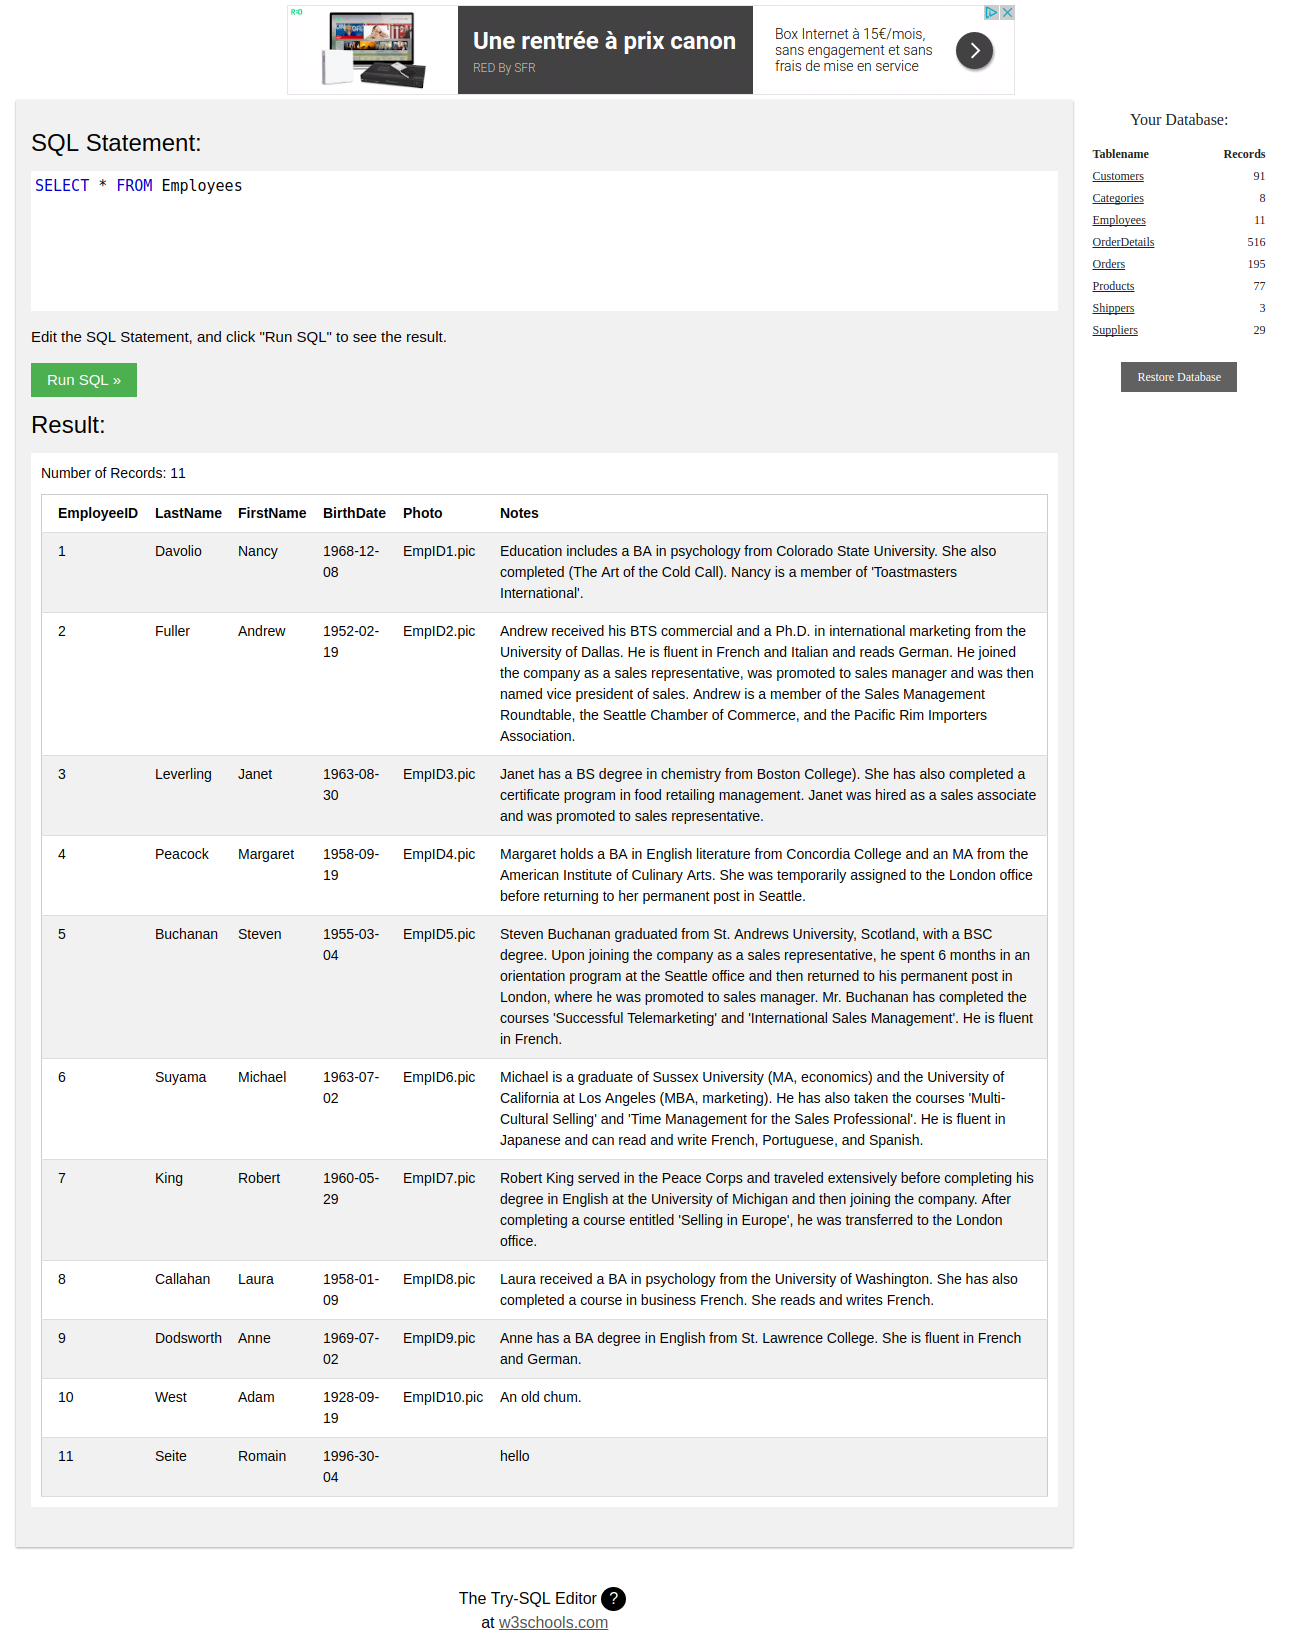 RED
Une rentrée à prix canon
RED By SFR
Box Internet à 15€/mois,
sans engagement et sans
frais de mise en service
SQL Statement:
SELECT * FROM Employees
Edit the SQL Statement, and click "Run SQL" to see the result.
Run SQL »
Result:
Number of Records: 11
EmployeeID LastName FirstName BirthDate Photo Notes
1 Davolio Nancy 1968-12- EmpID1.pic Education includes a BA in psychology from Colorado State University. She also
08 completed (The Art of the Cold Call). Nancy is a member of 'Toastmasters
International'.
2 Fuller Andrew 1952-02- EmpID2.pic Andrew received his BTS commercial and a Ph.D. in international marketing from the
19 University of Dallas. He is fluent in French and Italian and reads German. He joined
the company as a sales representative, was promoted to sales manager and was then
named vice president of sales. Andrew is a member of the Sales Management
Roundtable, the Seattle Chamber of Commerce, and the Pacific Rim Importers
Association.
3 Leverling Janet 1963-08- EmpID3.pic Janet has a BS degree in chemistry from Boston College). She has also completed a
30 certificate program in food retailing management. Janet was hired as a sales associate
and was promoted to sales representative.
4 Peacock Margaret 1958-09- EmpID4.pic Margaret holds a BA in English literature from Concordia College and an MA from the
19 American Institute of Culinary Arts. She was temporarily assigned to the London office
before returning to her permanent post in Seattle.
5 Buchanan Steven 1955-03- EmpID5.pic Steven Buchanan graduated from St. Andrews University, Scotland, with a BSC
04 degree. Upon joining the company as a sales representative, he spent 6 months in an
orientation program at the Seattle office and then returned to his permanent post in
London, where he was promoted to sales manager. Mr. Buchanan has completed the
courses 'Successful Telemarketing' and 'International Sales Management'. He is fluent
in French.
6 Suyama Michael 1963-07- EmpID6.pic Michael is a graduate of Sussex University (MA, economics) and the University of
02 California at Los Angeles (MBA, marketing). He has also taken the courses 'Multi-
Cultural Selling' and 'Time Management for the Sales Professional'. He is fluent in
Japanese and can read and write French, Portuguese, and Spanish.
7 King Robert 1960-05- EmpID7.pic Robert King served in the Peace Corps and traveled extensively before completing his
29 degree in English at the University of Michigan and then joining the company. After
completing a course entitled 'Selling in Europe', he was transferred to the London
office.
8 Callahan Laura 1958-01- EmpID8.pic Laura received a BA in psychology from the University of Washington. She has also
09 completed a course in business French. She reads and writes French.
9 Dodsworth Anne 1969-07- EmpID9.pic Anne has a BA degree in English from St. Lawrence College. She is fluent in French
02 and German.
10 West Adam 1928-09- EmpID10.pic An old chum.
19
11 Seite Romain 1996-30- hello
04
Your Database:
Tablename Records
Customers 91
Categories 8
Employees 11
OrderDetails 516
Orders 195
Products 77
Shippers 3
Suppliers 29
Restore Database
The Try-SQL Editor ?
at w3schools.com